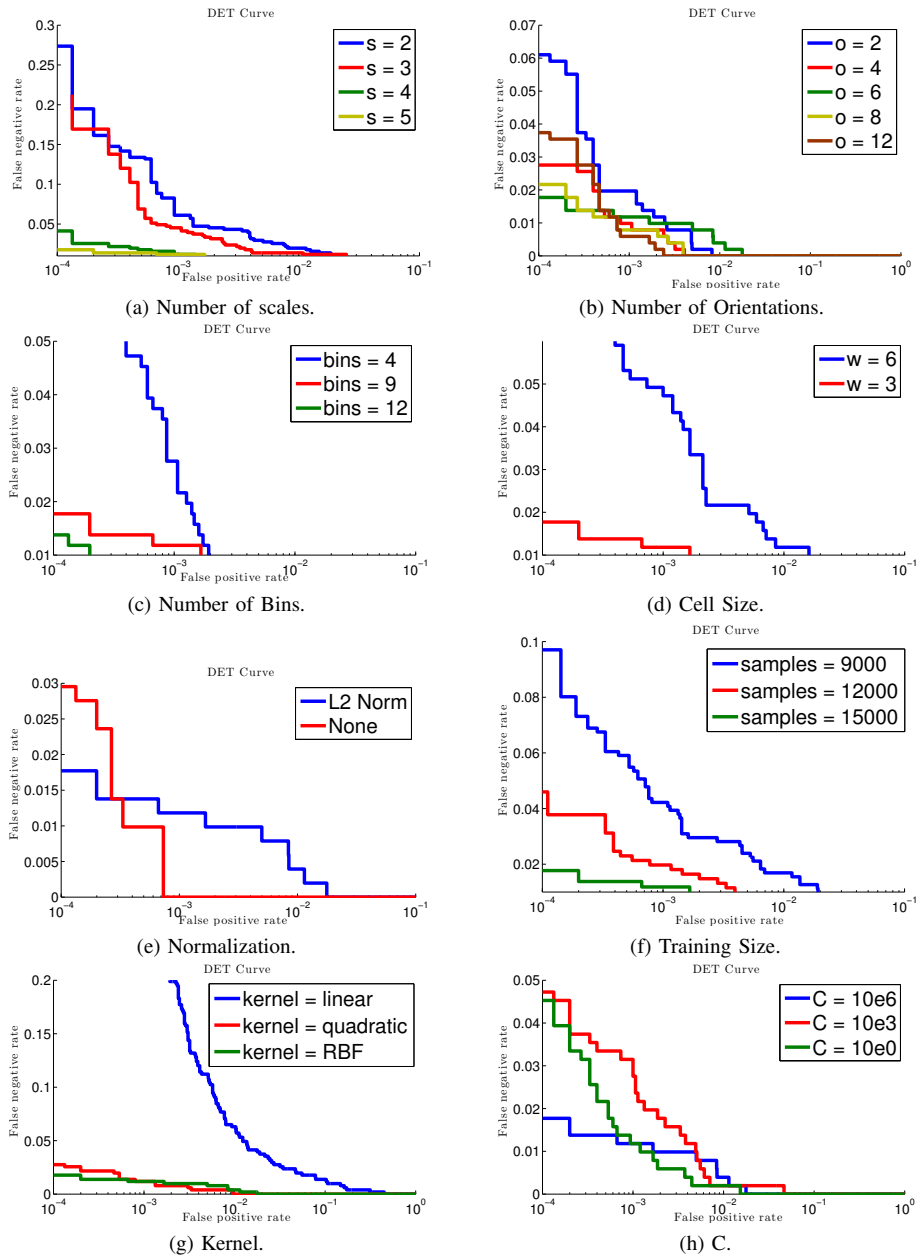 DET Curve
False negative rate
0.3
0.25
0.2
0.15
0.1
0.05
s = 2
s = 3
s = 4
s = 5
10⁻⁴
10⁻³
10⁻²
10⁻¹
False positive rate
(a) Number of scales.
DET Curve
False negative rate
0.07
0.06
0.05
0.04
0.03
0.02
0.01
0
o = 2
o = 4
o = 6
o = 8
o = 12
10⁻⁴
10⁻³
10⁻²
10⁻¹
10⁰
False positive rate
(b) Number of Orientations.
DET Curve
False negative rate
0.05
0.04
0.03
0.02
0.01
bins = 4
bins = 9
bins = 12
10⁻⁴
10⁻³
10⁻²
10⁻¹
False positive rate
(c) Number of Bins.
DET Curve
False negative rate
0.05
0.04
0.03
0.02
0.01
w = 6
w = 3
10⁻⁴
10⁻³
10⁻²
10⁻¹
False positive rate
(d) Cell Size.
DET Curve
False negative rate
0.03
0.025
0.02
0.015
0.01
0.005
0
L2 Norm
None
10⁻⁴
10⁻³
10⁻²
10⁻¹
False positive rate
(e) Normalization.
DET Curve
False negative rate
0.1
0.08
0.06
0.04
0.02
samples = 9000
samples = 12000
samples = 15000
10⁻⁴
10⁻³
10⁻²
10⁻¹
False positive rate
(f) Training Size.
DET Curve
False negative rate
0.2
0.15
0.1
0.05
0
kernel = linear
kernel = quadratic
kernel = RBF
10⁻⁴
10⁻³
10⁻²
10⁻¹
10⁰
False positive rate
(g) Kernel.
DET Curve
False negative rate
0.05
0.04
0.03
0.02
0.01
0
C = 10e6
C = 10e3
C = 10e0
10⁻⁴
10⁻³
10⁻²
10⁻¹
10⁰
False positive rate
(h) C.